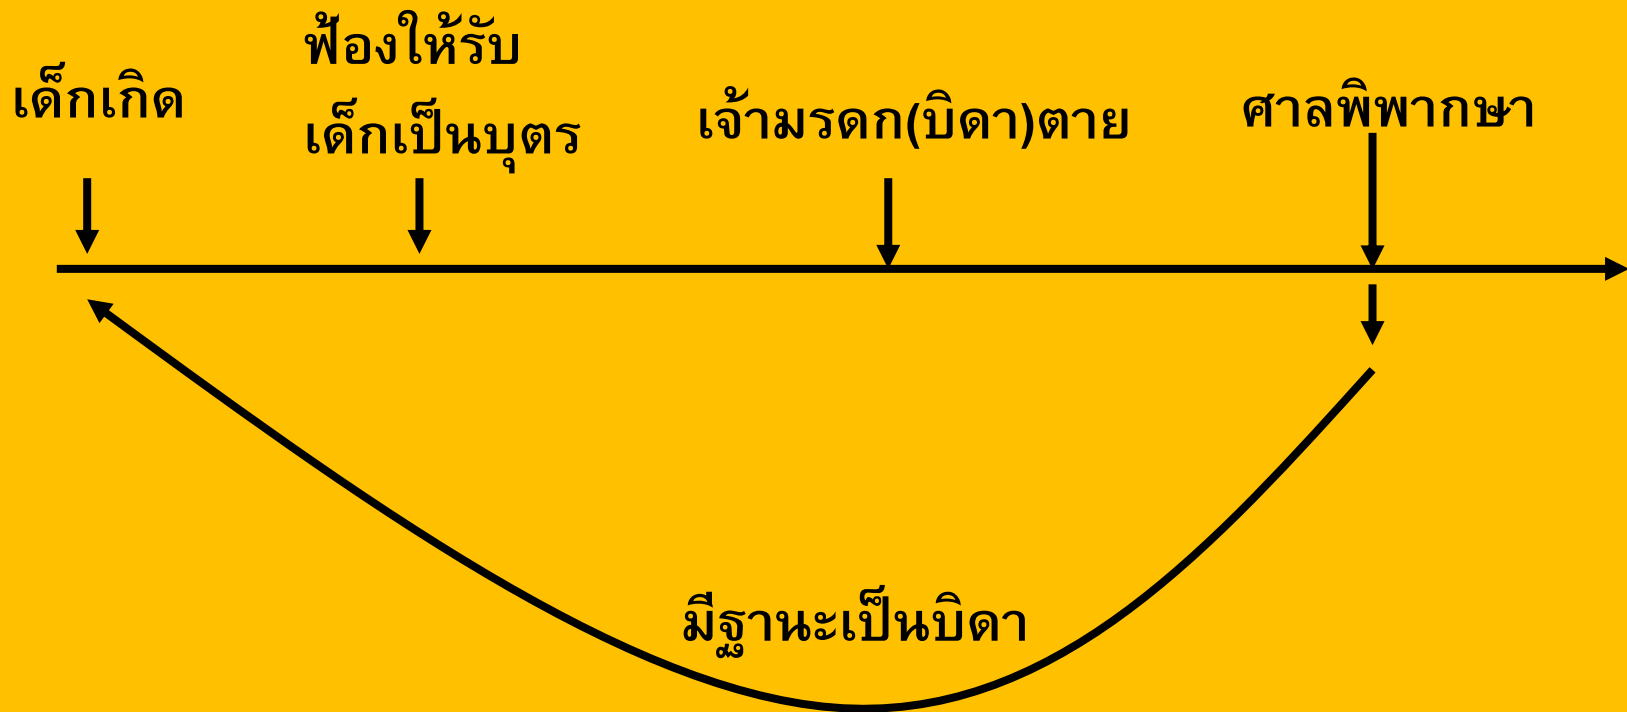 เด็กเกิด
ฟ้องให้รับ
เด็กเป็นบุตร
เจ้ามรดก(บิดา)ตาย
ศาลพิพากษา
มีฐานะเป็นบิดา